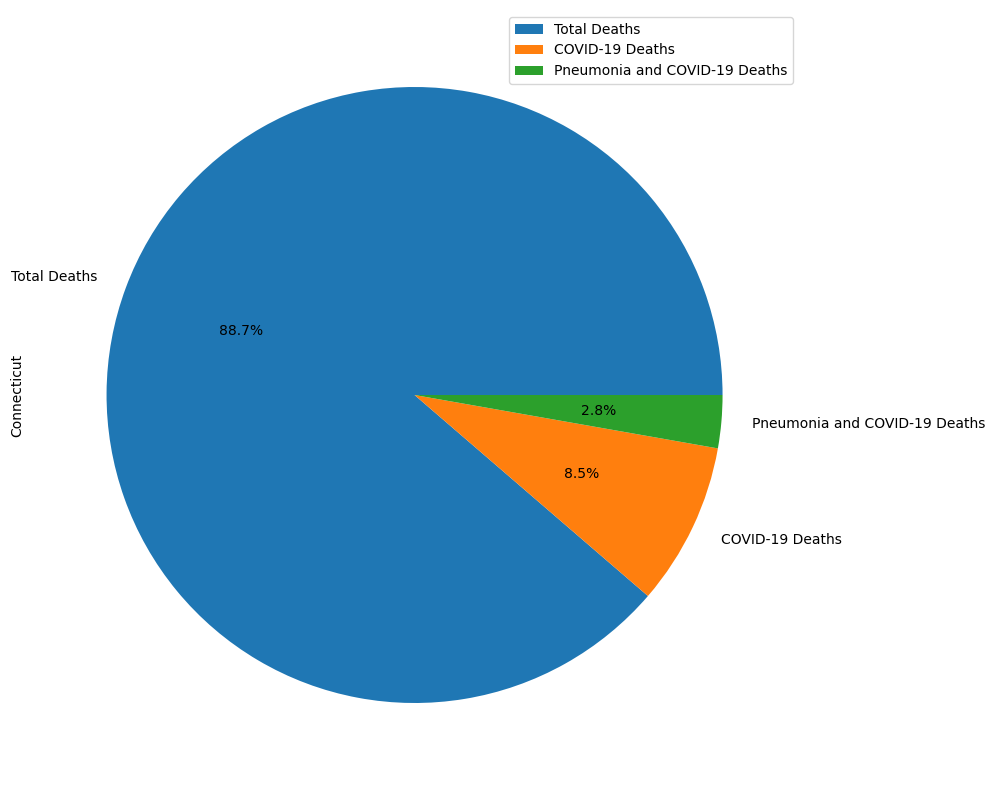 Total Deaths
COVID-19 Deaths
Pneumonia and COVID-19 Deaths
Total Deaths
88.7%
Connecticut
2.8%
Pneumonia and COVID-19 Deaths
8.5%
COVID-19 Deaths